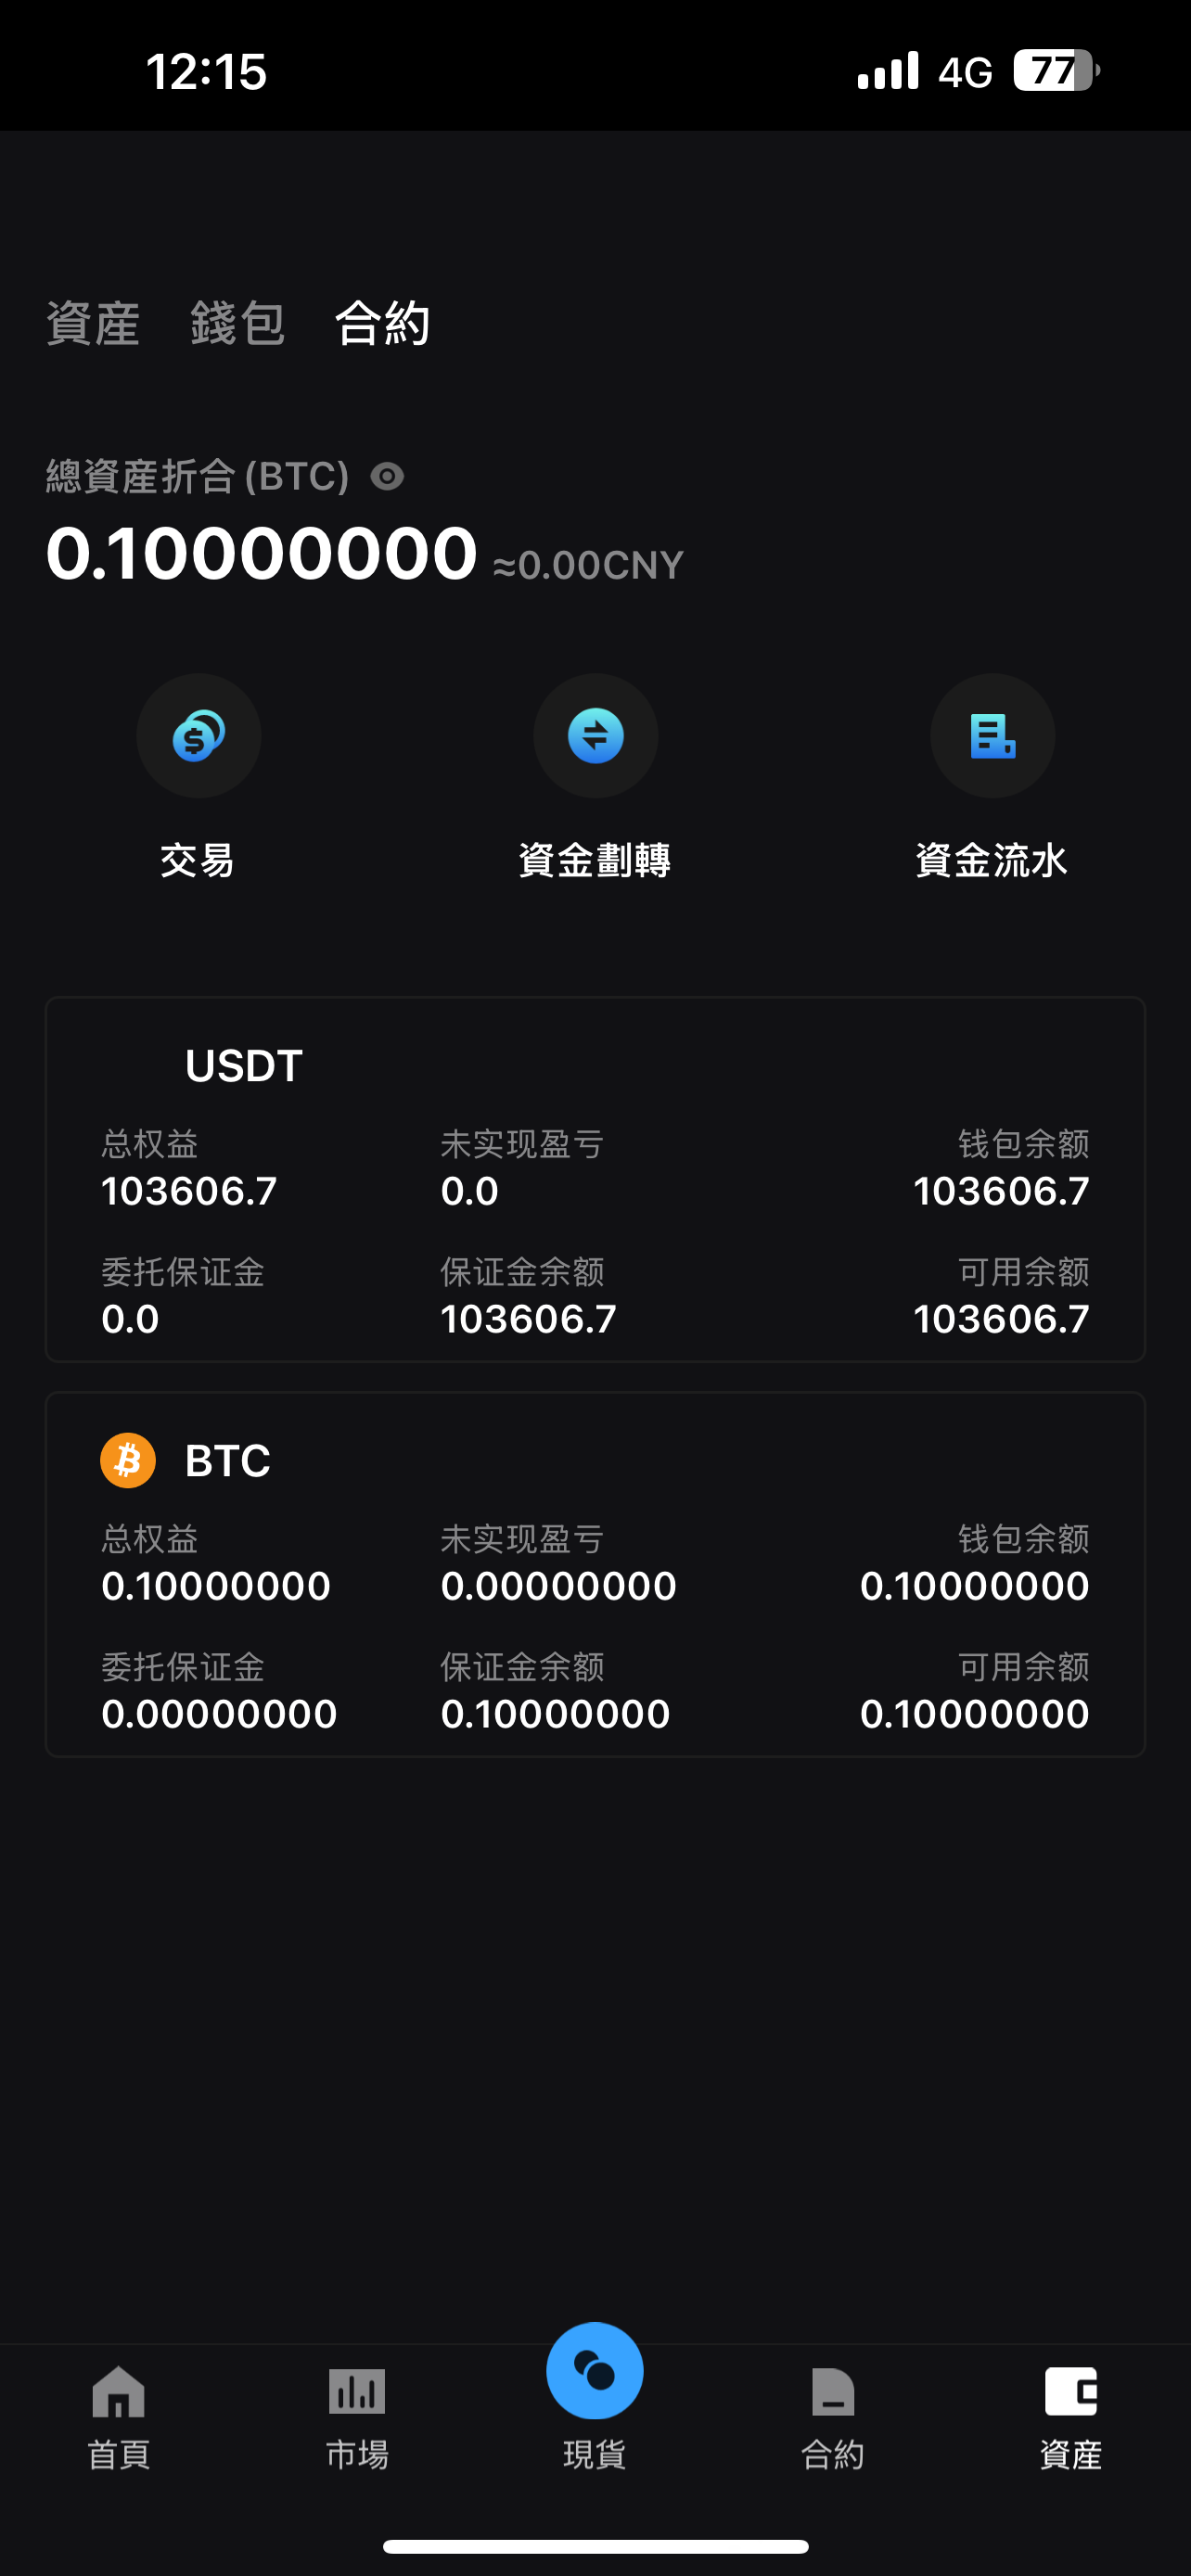 12:15 4G 77
資産 錢包 合約
總資産折合 (BTC)
0.10000000 ≈0.00CNY
交易 資金劃轉 資金流水
USDT
总权益 未实现盈亏 钱包余额
103606.7 0.0 103606.7
委托保证金 保证金余额 可用余额
0.0 103606.7 103606.7
BTC
总权益 未实现盈亏 钱包余额
0.10000000 0.00000000 0.10000000
委托保证金 保证金余额 可用余额
0.00000000 0.10000000 0.10000000
首頁 市場 現貨 合約 資産